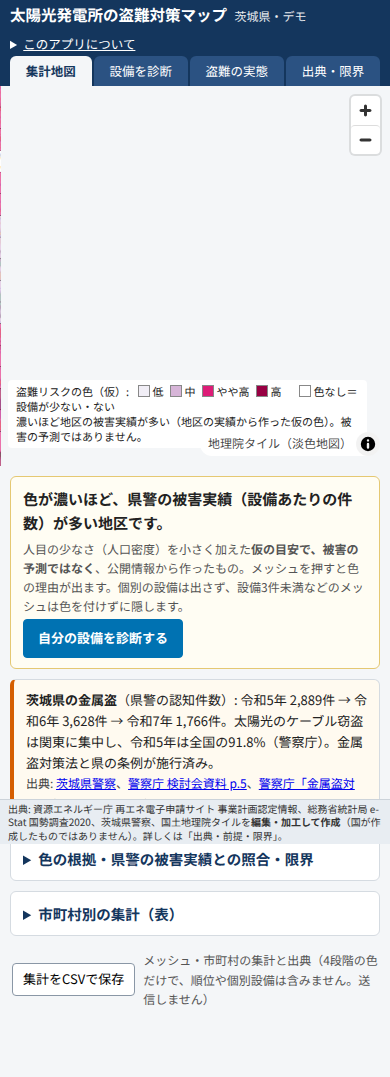 太陽光発電所の盗難対策マップ 茨城県・デモ
▶ このアプリについて
集計地図 設備を診断 盗難の実態 出典・限界
+
−
盗難リスクの色（仮）: 低 中 やや高 高 色なし＝
設備が少ない・ない
濃いほど地区の被害実績が多い（地区の実績から作った仮の色）。被
害の予測ではありません。
地理院タイル（淡色地図）
色が濃いほど、県警の被害実績（設備あたりの件
数）が多い地区です。
人目の少なさ（人口密度）を小さく加えた仮の目安で、被害の
予測ではなく、公開情報から作ったもの。メッシュを押すと色
の理由が出ます。個別の設備は出さず、設備3件未満などのメッ
シュは色を付けずに隠します。
自分の設備を診断する
茨城県の金属盗（県警の認知件数）: 令和5年 2,889件 → 令
和6年 3,628件 → 令和7年 1,766件。太陽光のケーブル窃盗
は関東に集中し、令和5年は全国の91.8%（警察庁）。金属
盗対策法と県の条例が施行済み。
出典: 茨城県警察、警察庁 検討会資料 p.5、警察庁「金属盗対
出典: 資源エネルギー庁 再エネ電子申請サイト 事業計画認定情報、総務省統計局 e-
Stat 国勢調査2020、茨城県警察、国土地理院タイルを編集・加工して作成（国が作
成したものではありません）。詳しくは「出典・前提・限界」。
▶ 色の根拠・県警の被害実績との照合・限界
▶ 市町村別の集計（表）
集計をCSVで保存
メッシュ・市町村の集計と出典（4段階の色
だけで、順位や個別設備は含みません。送
信しません）